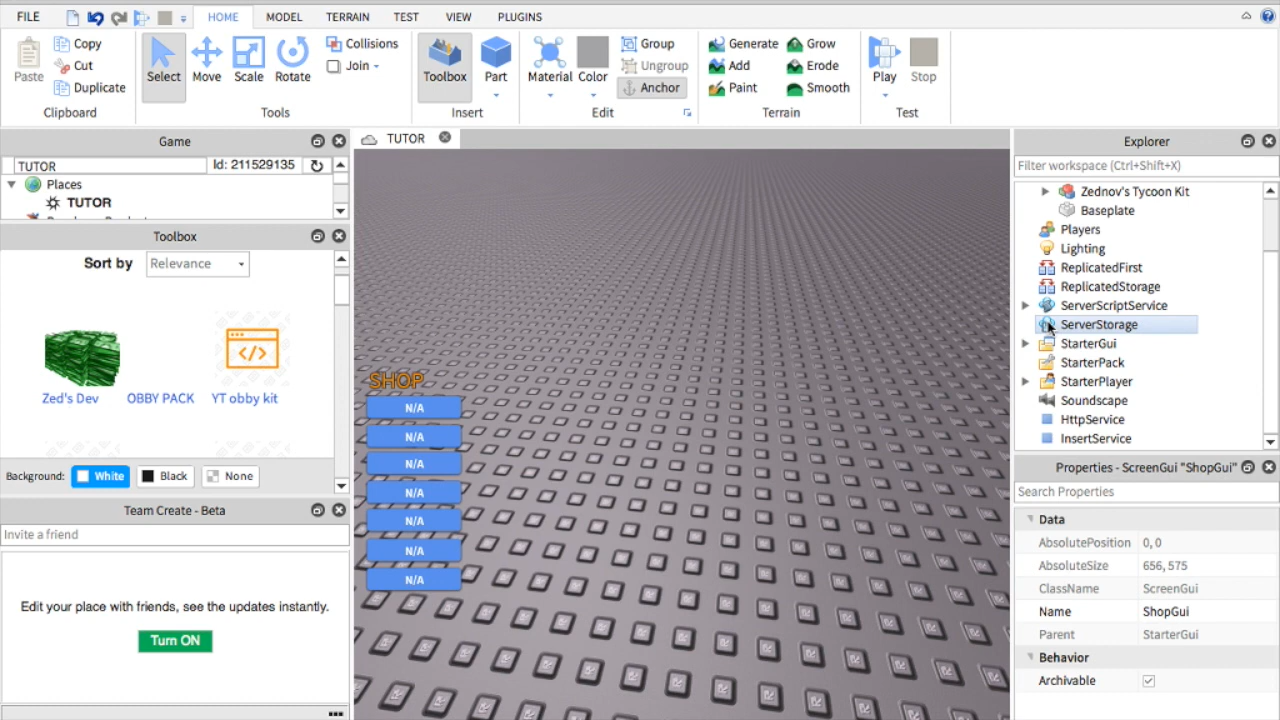 FILE HOME MODEL TERRAIN TEST VIEW PLUGINS
Paste
Copy
Cut
Duplicate
Clipboard
Select
Move
Scale
Rotate
Collisions
Join
Tools
Toolbox
Part
Insert
Material
Color
Group
Ungroup
Anchor
Edit
Generate
Add
Paint
Grow
Erode
Smooth
Terrain
Play
Stop
Test
Game
TUTOR
Id: 211529135
Places
TUTOR
Toolbox
Sort by
Relevance
Zed's Dev
OBBY PACK
YT obby kit
Background:
White
Black
None
Team Create - Beta
Invite a friend
Edit your place with friends, see the updates instantly.
Turn ON
TUTOR
SHOP
N/A
N/A
N/A
N/A
N/A
N/A
N/A
Explorer
Filter workspace (Ctrl+Shift+X)
Zednov's Tycoon Kit
Baseplate
Players
Lighting
ReplicatedFirst
ReplicatedStorage
ServerScriptService
ServerStorage
StarterGui
StarterPack
StarterPlayer
Soundscape
HttpService
InsertService
Properties - ScreenGui "ShopGui"
Search Properties
Data
AbsolutePosition 0, 0
AbsoluteSize 656, 575
ClassName ScreenGui
Name ShopGui
Parent StarterGui
Behavior
Archivable